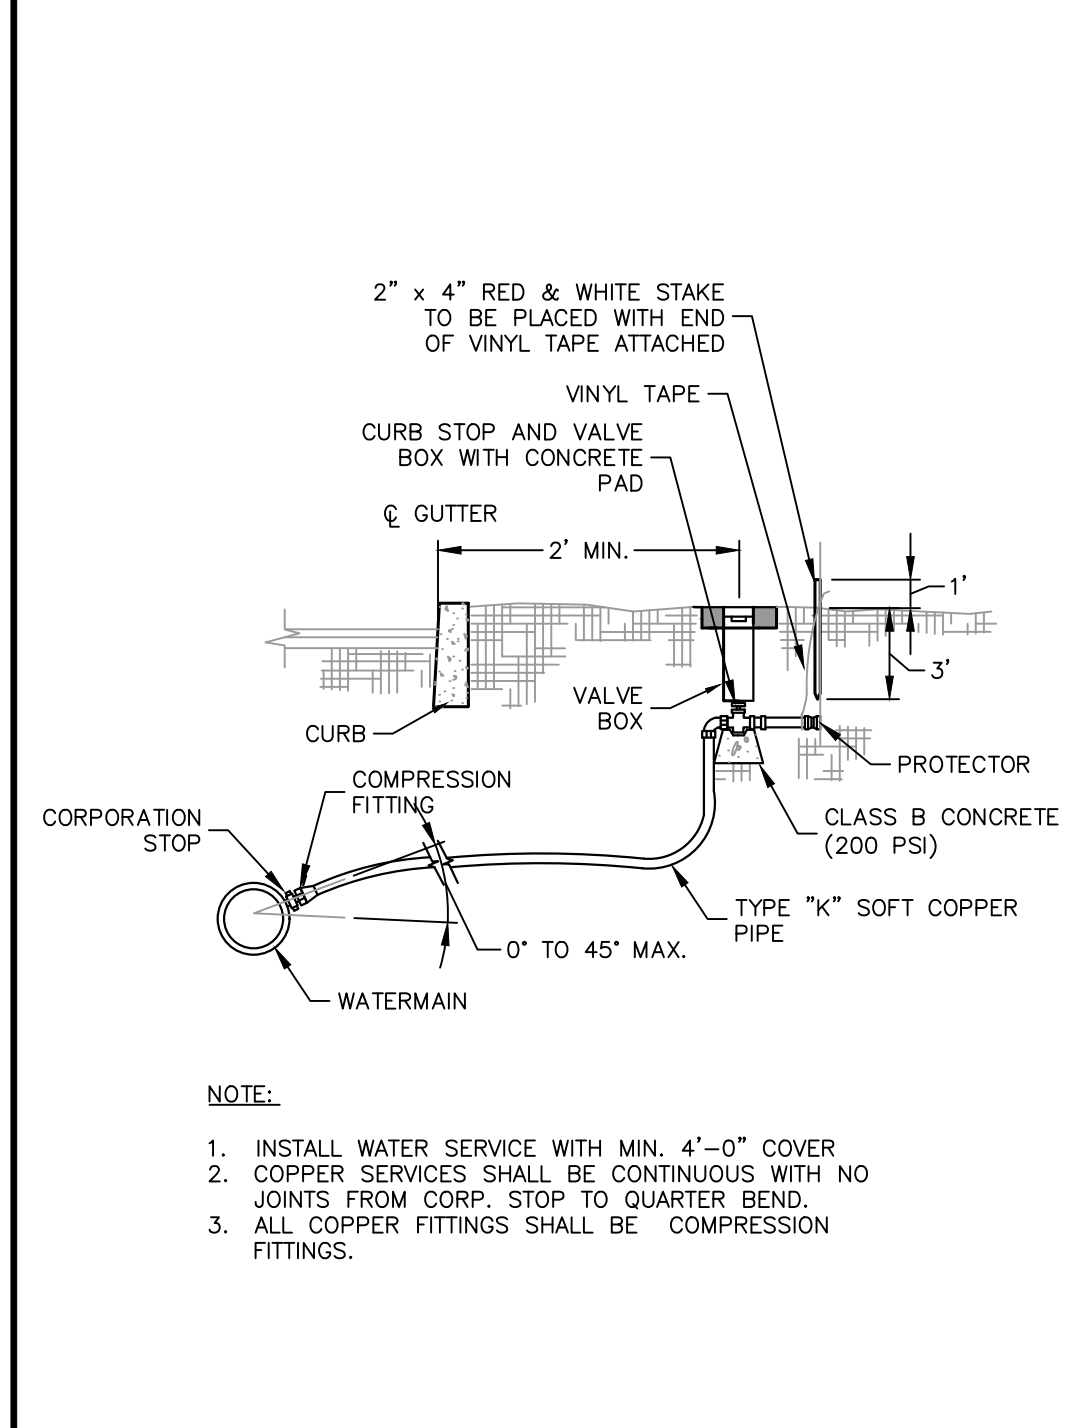 2" x 4" RED & WHITE STAKE
TO BE PLACED WITH END
OF VINYL TAPE ATTACHED
VINYL TAPE
CURB STOP AND VALVE
BOX WITH CONCRETE
PAD
℄ GUTTER
2' MIN.
1'
3'
VALVE
BOX
CURB
PROTECTOR
COMPRESSION
FITTING
CORPORATION
STOP
CLASS B CONCRETE
(200 PSI)
TYPE "K" SOFT COPPER
PIPE
0° TO 45° MAX.
WATERMAIN
NOTE:
1. INSTALL WATER SERVICE WITH MIN. 4'-0" COVER
2. COPPER SERVICES SHALL BE CONTINUOUS WITH NO
JOINTS FROM CORP. STOP TO QUARTER BEND.
3. ALL COPPER FITTINGS SHALL BE COMPRESSION
FITTINGS.